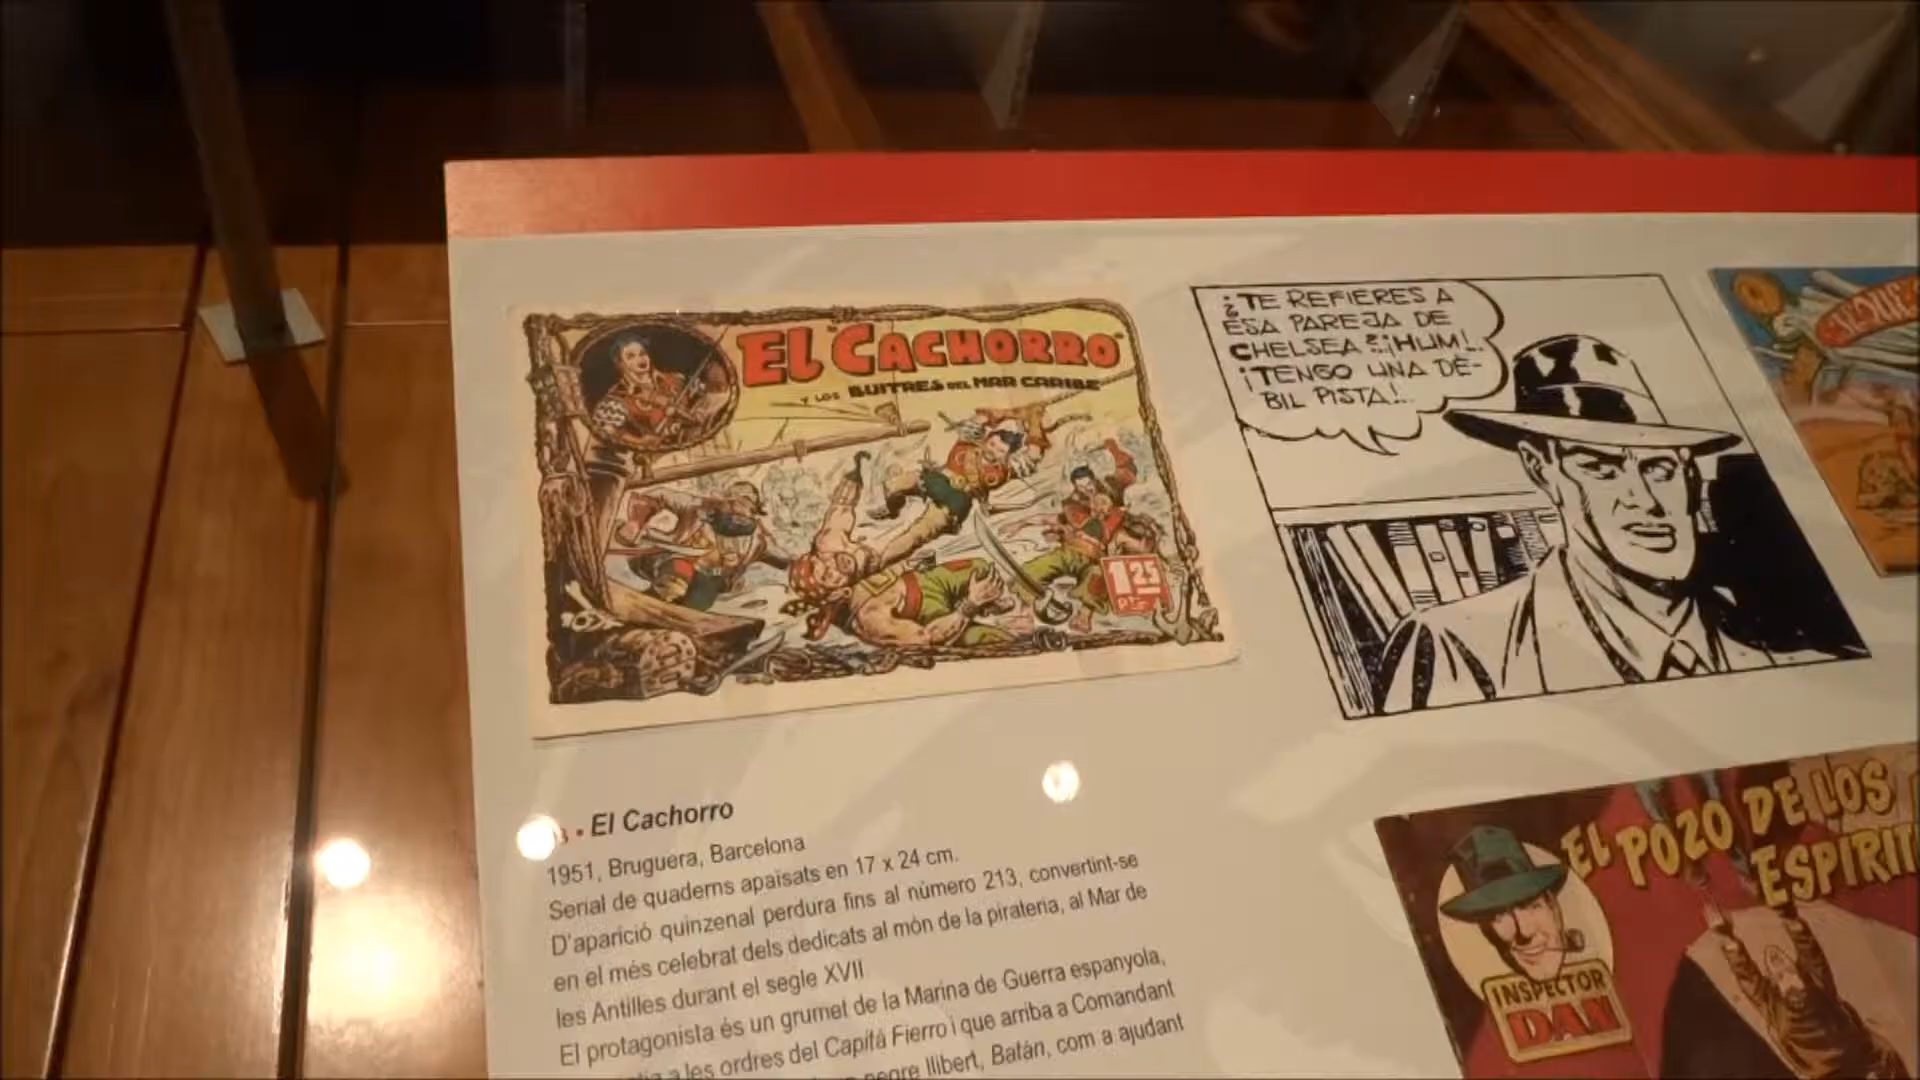 EL "CACHORRO"
Y LOS BUITRES DEL MAR CARIBE
1'25
PTS
¿TE REFIERES A
ESA PAREJA DE
CHELSEA?¡HUM!..
¡TENGO UNA DÉ-
BIL PISTA!..
• El Cachorro
1951, Bruguera, Barcelona
Serial de quaderns apaïsats en 17 x 24 cm.
D'aparició quinzenal perdura fins al número 213, convertint-se
en el més celebrat dels dedicats al món de la pirateria, al Mar de
les Antilles durant el segle XVII
El protagonista és un grumet de la Marina de Guerra espanyola,
a les ordres del Capità Fierro i que arriba a Comandant
negre llibert, Batán, com a ajudant
EL POZO DE LOS
INSPECTOR
DAN